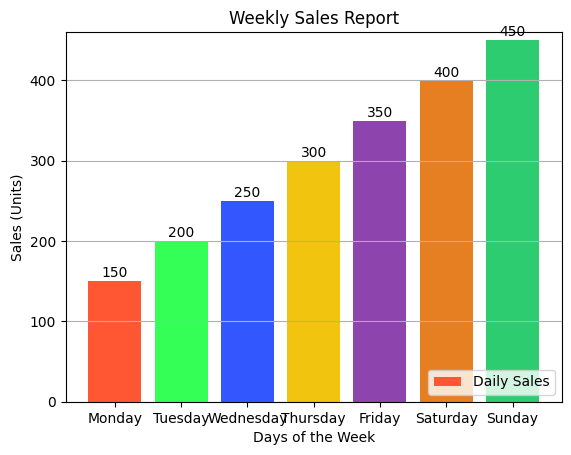 Weekly Sales Report
450
400
350
300
250
200
150
400
300
200
100
0
Sales (Units)
Daily Sales
Monday Tuesday Wednesday Thursday Friday Saturday Sunday
Days of the Week